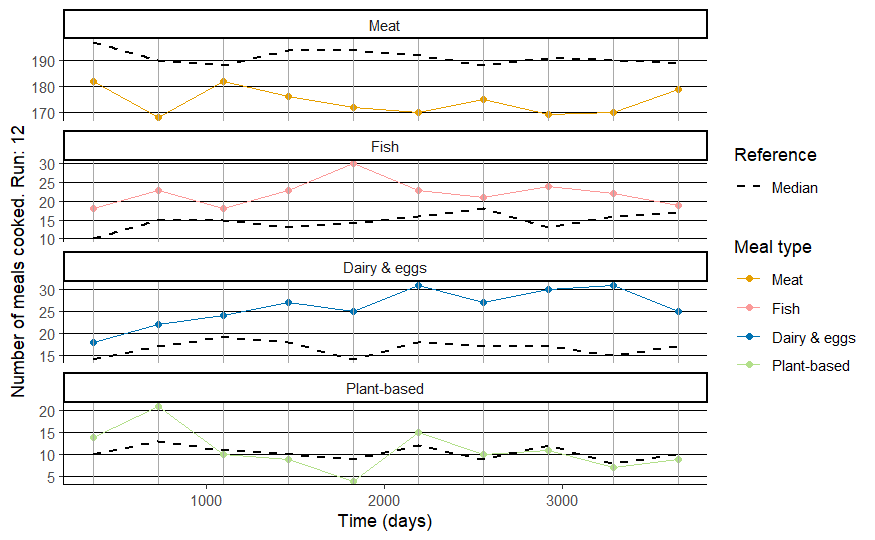 Meat
190
180
170
Fish
30
25
20
15
10
Dairy & eggs
30
25
20
15
Plant-based
20
15
10
5
1000
2000
3000
Time (days)
Number of meals cooked. Run: 12
Reference
Median
Meal type
Meat
Fish
Dairy & eggs
Plant-based